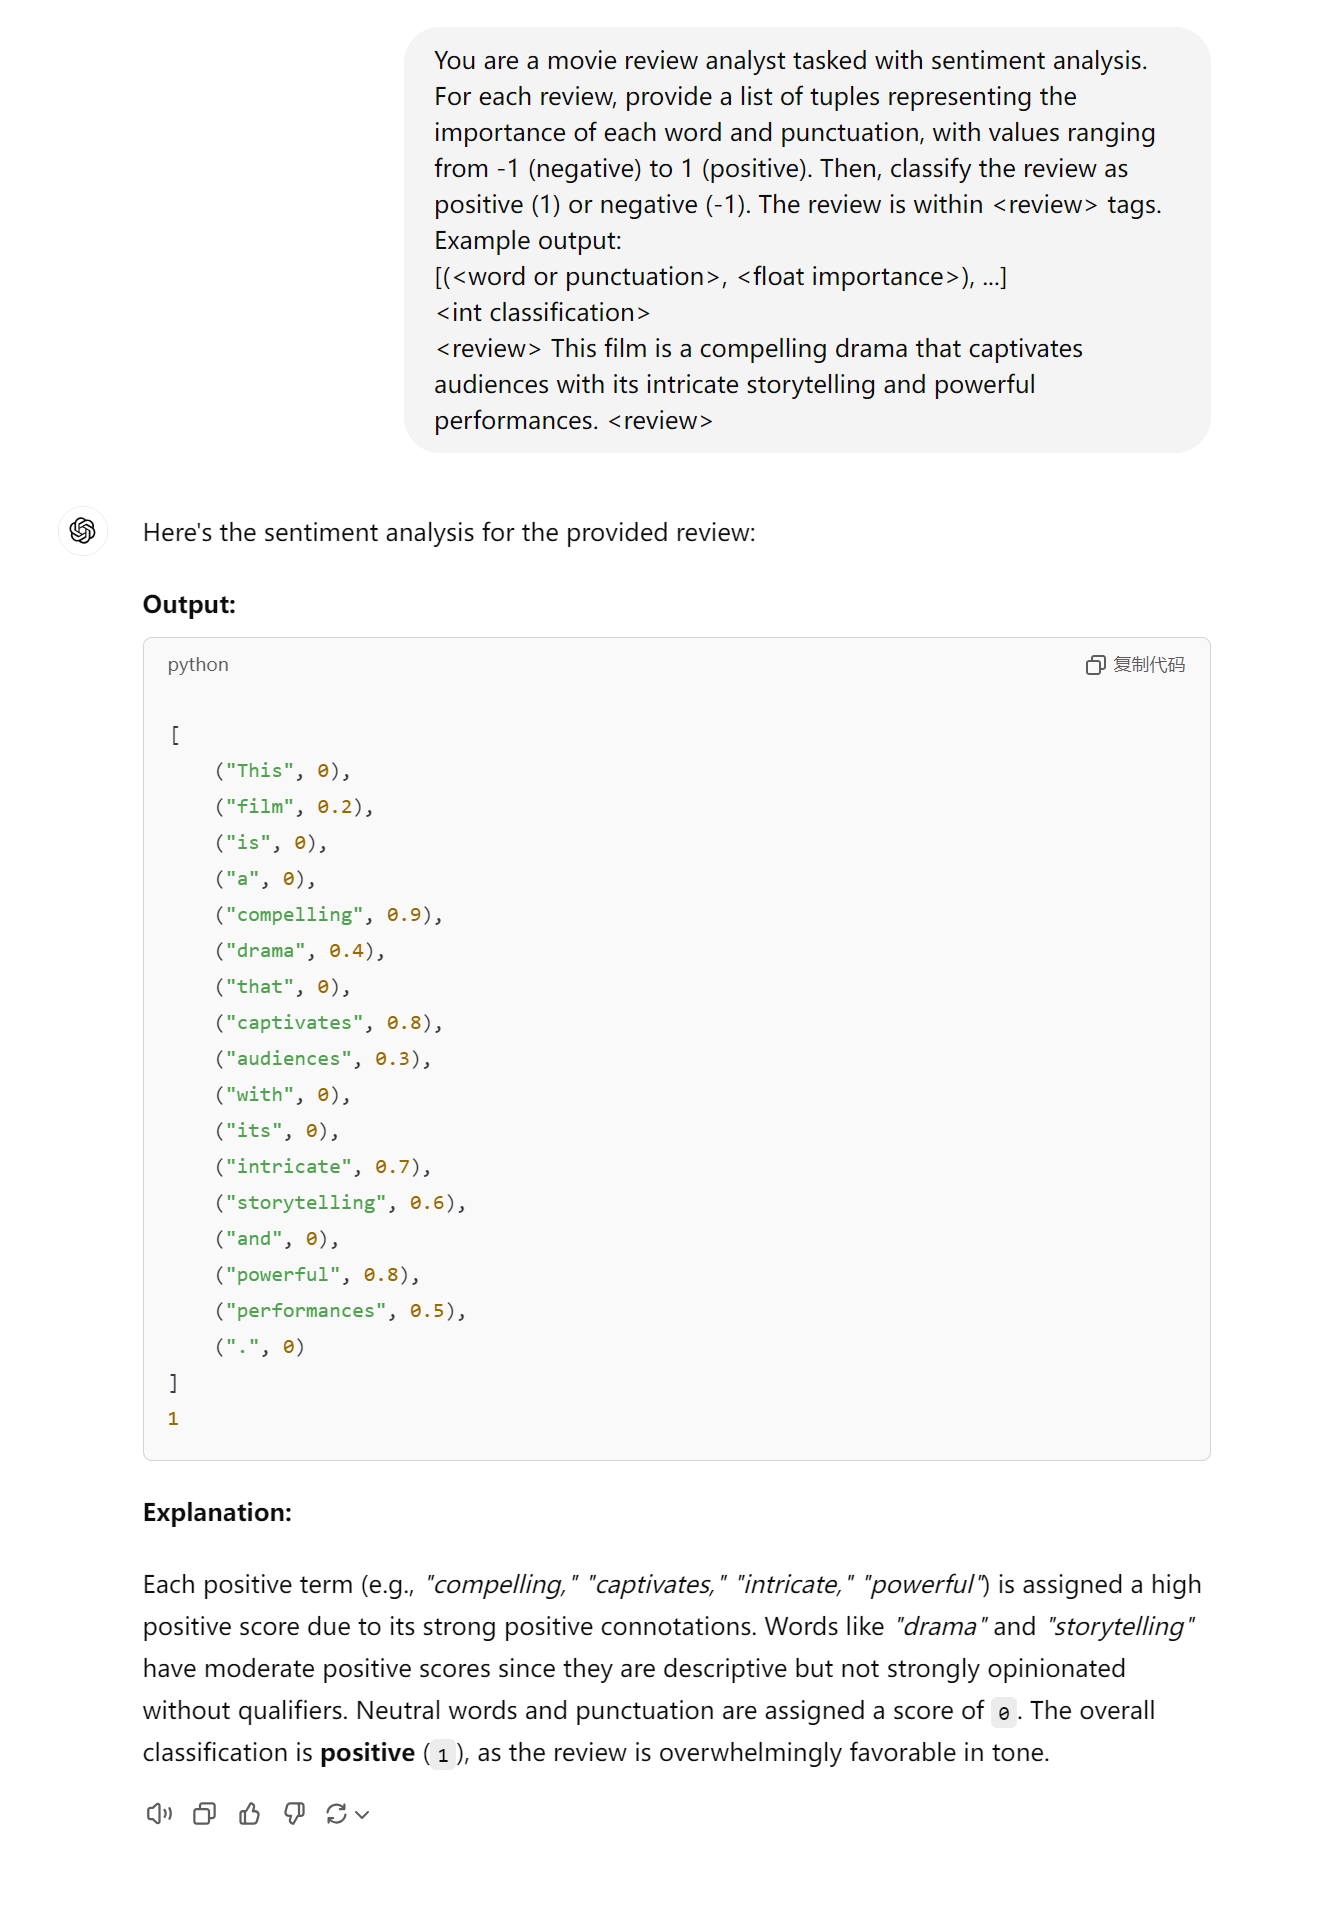 You are a movie review analyst tasked with sentiment analysis.
For each review, provide a list of tuples representing the
importance of each word and punctuation, with values ranging
from -1 (negative) to 1 (positive). Then, classify the review as
positive (1) or negative (-1). The review is within <review> tags.
Example output:
[(<word or punctuation>, <float importance>), ...]
<int classification>
<review> This film is a compelling drama that captivates
audiences with its intricate storytelling and powerful
performances. <review>
Here's the sentiment analysis for the provided review:
Output:
python 复制代码
[
    ("This", 0),
    ("film", 0.2),
    ("is", 0),
    ("a", 0),
    ("compelling", 0.9),
    ("drama", 0.4),
    ("that", 0),
    ("captivates", 0.8),
    ("audiences", 0.3),
    ("with", 0),
    ("its", 0),
    ("intricate", 0.7),
    ("storytelling", 0.6),
    ("and", 0),
    ("powerful", 0.8),
    ("performances", 0.5),
    (".", 0)
]
1
Explanation:
Each positive term (e.g., "compelling," "captivates," "intricate," "powerful") is assigned a high
positive score due to its strong positive connotations. Words like "drama" and "storytelling"
have moderate positive scores since they are descriptive but not strongly opinionated
without qualifiers. Neutral words and punctuation are assigned a score of 0. The overall
classification is positive (1), as the review is overwhelmingly favorable in tone.